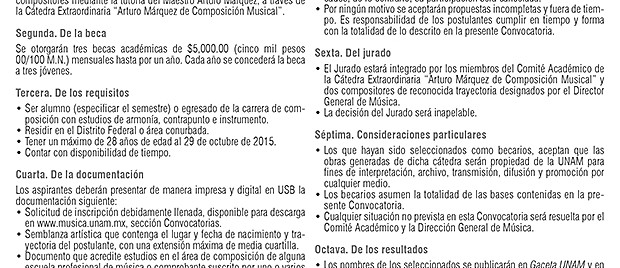 compositores mediante la tutoría del Maestro Arturo Márquez, a través de
la Cátedra Extraordinaria “Arturo Márquez de Composición Musical”.
Segunda. De la beca
Se otorgarán tres becas académicas de $5,000.00 (cinco mil pesos
00/100 M.N.) mensuales hasta por un año. Cada año se concederá la beca
a tres jóvenes.
Tercera. De los requisitos
• Ser alumno (especificar el semestre) o egresado de la carrera de com-
posición con estudios de armonía, contrapunto e instrumento.
• Residir en el Distrito Federal o área conurbada.
• Tener un máximo de 28 años de edad al 29 de octubre de 2015.
• Contar con disponibilidad de tiempo.
Cuarta. De la documentación
Los aspirantes deberán presentar de manera impresa y digital en USB la
documentación siguiente:
• Solicitud de inscripción debidamente llenada, disponible para descarga
en www.musica.unam.mx, sección Convocatorias.
• Semblanza artística que contenga el lugar y fecha de nacimiento y tra-
yectoria del postulante, con una extensión máxima de media cuartilla.
• Documento que acredite estudios en el área de composición de alguna
escuela profesional de música o comprobante suscrito por uno o varios
• Por ningún motivo se aceptarán propuestas incompletas y fuera de tiem-
po. Es responsabilidad de los postulantes cumplir en tiempo y forma
con la totalidad de lo descrito en la presente Convocatoria.
Sexta. Del jurado
• El Jurado estará integrado por los miembros del Comité Académico de
la Cátedra Extraordinaria “Arturo Márquez de Composición Musical” y
dos compositores de reconocida trayectoria designados por el Director
General de Música.
• La decisión del Jurado será inapelable.
Séptima. Consideraciones particulares
• Los que hayan sido seleccionados como becarios, aceptan que las
obras generadas de dicha cátedra serán propiedad de la UNAM para
fines de interpretación, archivo, transmisión, difusión y promoción por
cualquier medio.
• Los becarios asumen la totalidad de las bases contenidas en la pre-
sente Convocatoria.
• Cualquier situación no prevista en esta Convocatoria será resuelta por el
Comité Académico y la Dirección General de Música.
Octava. De los resultados
• Los nombres de los seleccionados se publicarán en Gaceta UNAM y en